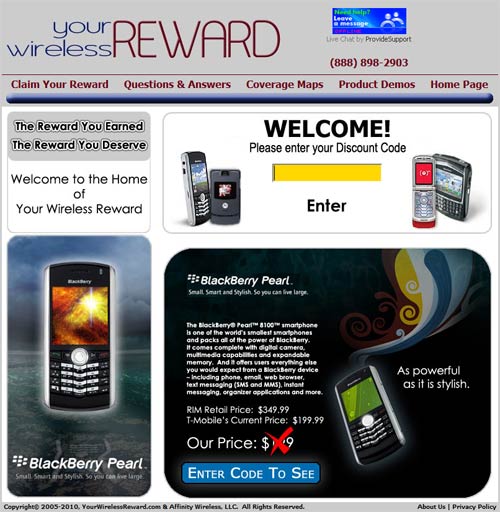 your
wireless REWARD
Need help?
Leave a message
OFFLINE
Live Chat by ProvideSupport
(888) 898-2903
Claim Your Reward Questions & Answers Coverage Maps Product Demos Home Page
The Reward You Earned
The Reward You Deserve
Welcome to the Home
of
Your Wireless Reward
WELCOME!
Please enter your Discount Code
Enter
BlackBerry
BlackBerry Pearl™
Small. Smart and Stylish. So you can live large.
BlackBerry Pearl™
Small. Smart and Stylish. So you can live large.
The BlackBerry® Pearl™ 8100™ smartphone
is one of the world's smallest smartphones
and packs all of the power of BlackBerry.
It comes complete with digital camera,
multimedia capabilities and expandable
memory. And it offers users everything else
you would expect from a BlackBerry device
– including phone, email, web browser,
text messaging (SMS and MMS), instant
messaging, organizer applications and more.
As powerful
as it is stylish.
RIM Retail Price: $349.99
T-Mobile's Current Price: $199.99
Our Price: $
ENTER CODE TO SEE
Copyright© 2005-2010, YourWirelessReward.com & Affinity Wireless, LLC. All Rights Reserved. About Us | Privacy Policy